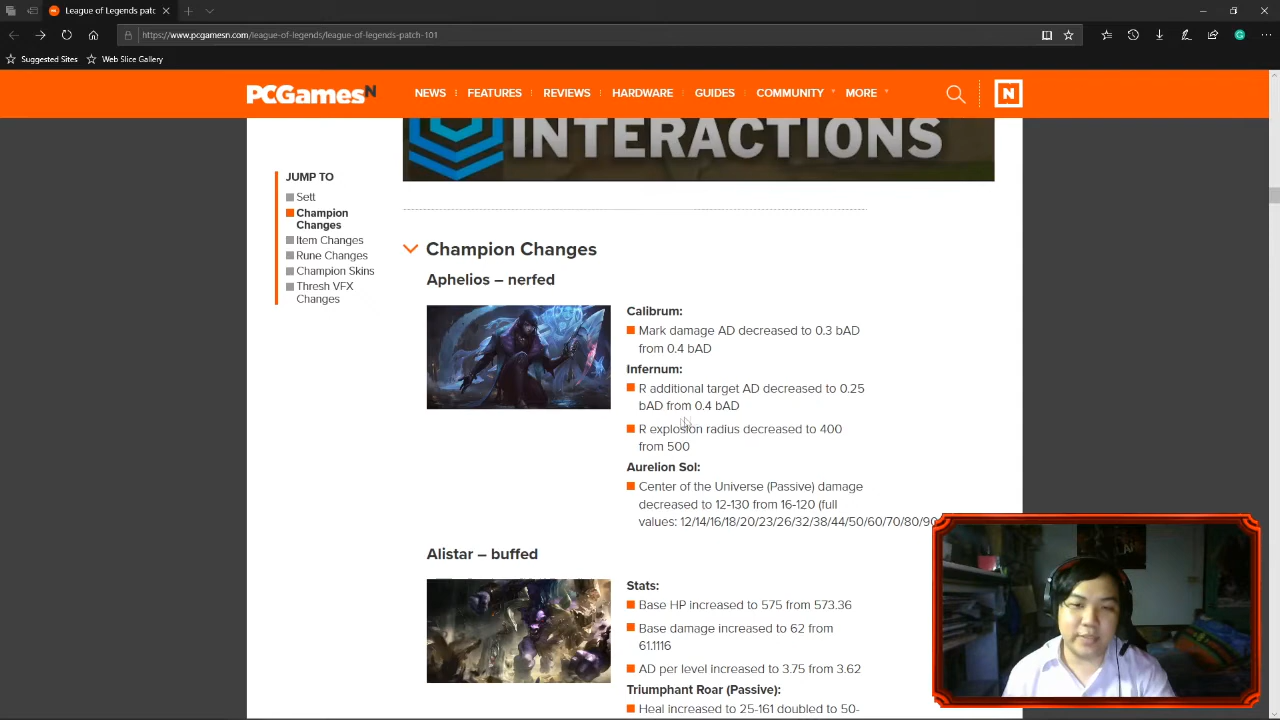 League of Legends patc
https://www.pcgamesn.com/league-of-legends/league-of-legends-patch-101
Suggested Sites
Web Slice Gallery
PCGamesN
NEWS
FEATURES
REVIEWS
HARDWARE
GUIDES
COMMUNITY
MORE
N
INTERACTIONS
JUMP TO
Sett
Champion
Changes
Item Changes
Rune Changes
Champion Skins
Thresh VFX
Changes
Champion Changes
Aphelios – nerfed
Calibrum:
Mark damage AD decreased to 0.3 bAD
from 0.4 bAD
Infernum:
R additional target AD decreased to 0.25
bAD from 0.4 bAD
R explosion radius decreased to 400
from 500
Aurelion Sol:
Center of the Universe (Passive) damage
decreased to 12-130 from 16-120 (full
values: 12/14/16/18/20/23/26/32/38/44/50/60/70/80/90
Alistar – buffed
Stats:
Base HP increased to 575 from 573.36
Base damage increased to 62 from
61.1116
AD per level increased to 3.75 from 3.62
Triumphant Roar (Passive):
Heal increased to 25-161 doubled to 50-